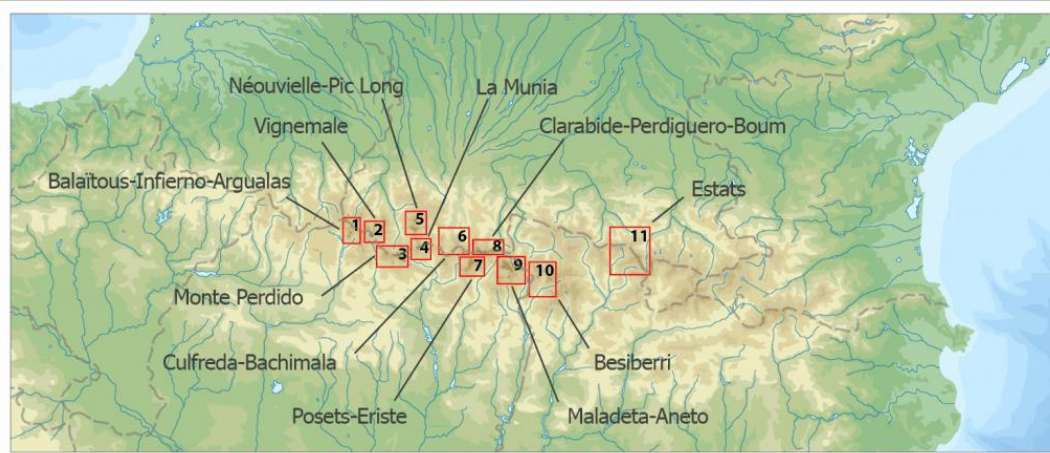 Néouvielle-Pic Long
La Munia
Vignemale
Clarabide-Perdiguero-Boum
Balaïtous-Infierno-Argualas
Estats
1
2
3
4
5
6
7
8
9
10
11
Monte Perdido
Culfreda-Bachimala
Besiberri
Posets-Eriste
Maladeta-Aneto